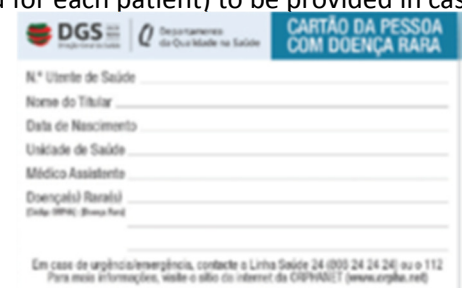 d for each patient) to be provided in cas
DGS
Departamento
da Qualidade na Saúde
CARTÃO DA PESSOA
COM DOENÇA RARA
N.º Utente de Saúde
Nome do Titular
Data de Nascimento
Unidade de Saúde
Médico Assistente
Doença(s) Rara(s)
Em caso de urgência/emergência, contacte a Linha Saúde 24 (808 24 24 24) ou o 112
Para mais informações, visite o sítio da internet da ORPHANET (www.orpha.net)